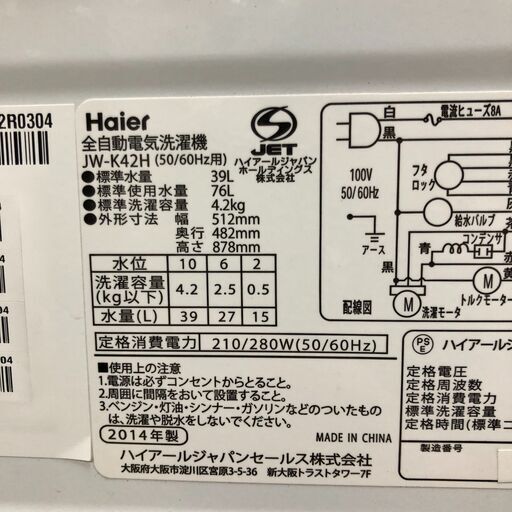 2R0304
Haier
全自動電気洗濯機
JW-K42H (50/60Hz用)
JET
ハイアールジャパン
ホールディングス
株式会社
●標準水量 39L
●標準使用水量 76L
●標準洗濯容量 4.2kg
●外形寸法 幅 512mm
奥行 482mm
高さ 878mm
水位 10 6 2
洗濯容量(kg以下) 4.2 2.5 0.5
水量(L) 39 27 15
定格消費電力 210/280W(50/60Hz)
●使用上の注意
1.電源は必ずコンセントからとること。
2.周囲に間隔をおいて設置すること。
3.ベンジン・灯油・シンナー・ガソリンなどのついたもの
は、洗濯や脱水をしないでください。
2014年製
MADE IN CHINA
ハイアールジャパンセールス株式会社
大阪府大阪市淀川区宮原3-5-36 新大阪トラストタワー7F
白
電流ヒューズ8A
黒
100V
50/60Hz
フタ
ロック
給水バルブ
アース
コンデンサ
青
黒
配線図
M
洗濯モータ
M
トルクモーター
茶
赤
黄
PS
E
ハイアール
定格電圧
定格周波数
定格消費電力
標準洗濯容量
定格時間(標準コ
製造番号